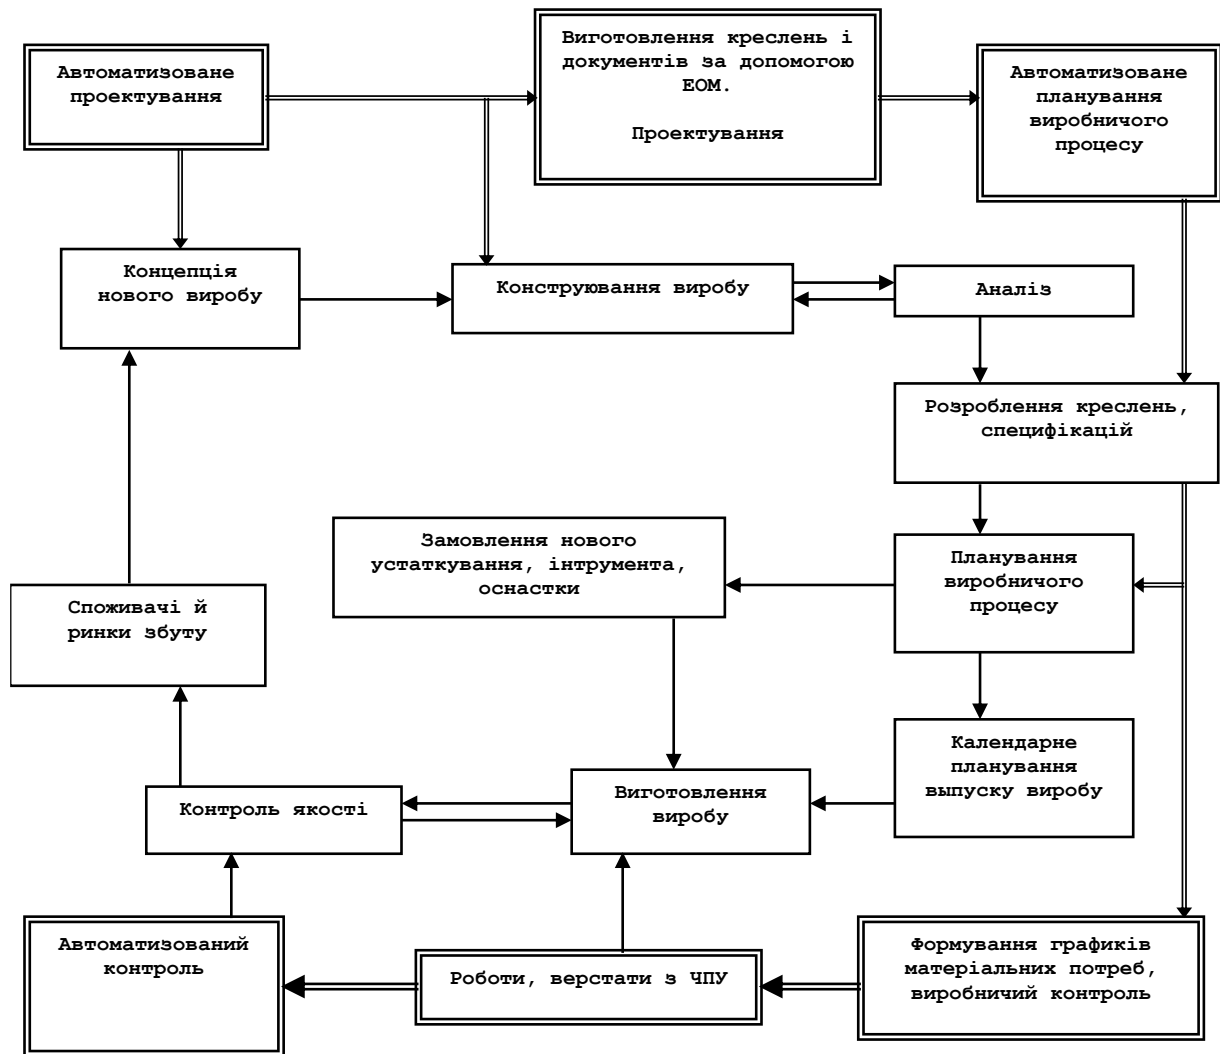 Автоматизоване
проектування
Виготовлення креслень і
документів за допомогою
ЕОМ.
Проектування
Автоматизоване
планування
виробничого
процесу
Концепція
нового виробу
Конструювання виробу
Аналіз
Розроблення креслень,
специфікацій
Замовлення нового
устаткування, інтрумента,
оснастки
Планування
виробничого
процесу
Споживачі й
ринки збуту
Календарне
планування
выпуску виробу
Контроль якості
Виготовлення
виробу
Автоматизований
контроль
Роботи, верстати з ЧПУ
Формування графиків
матеріальних потреб,
виробничий контроль